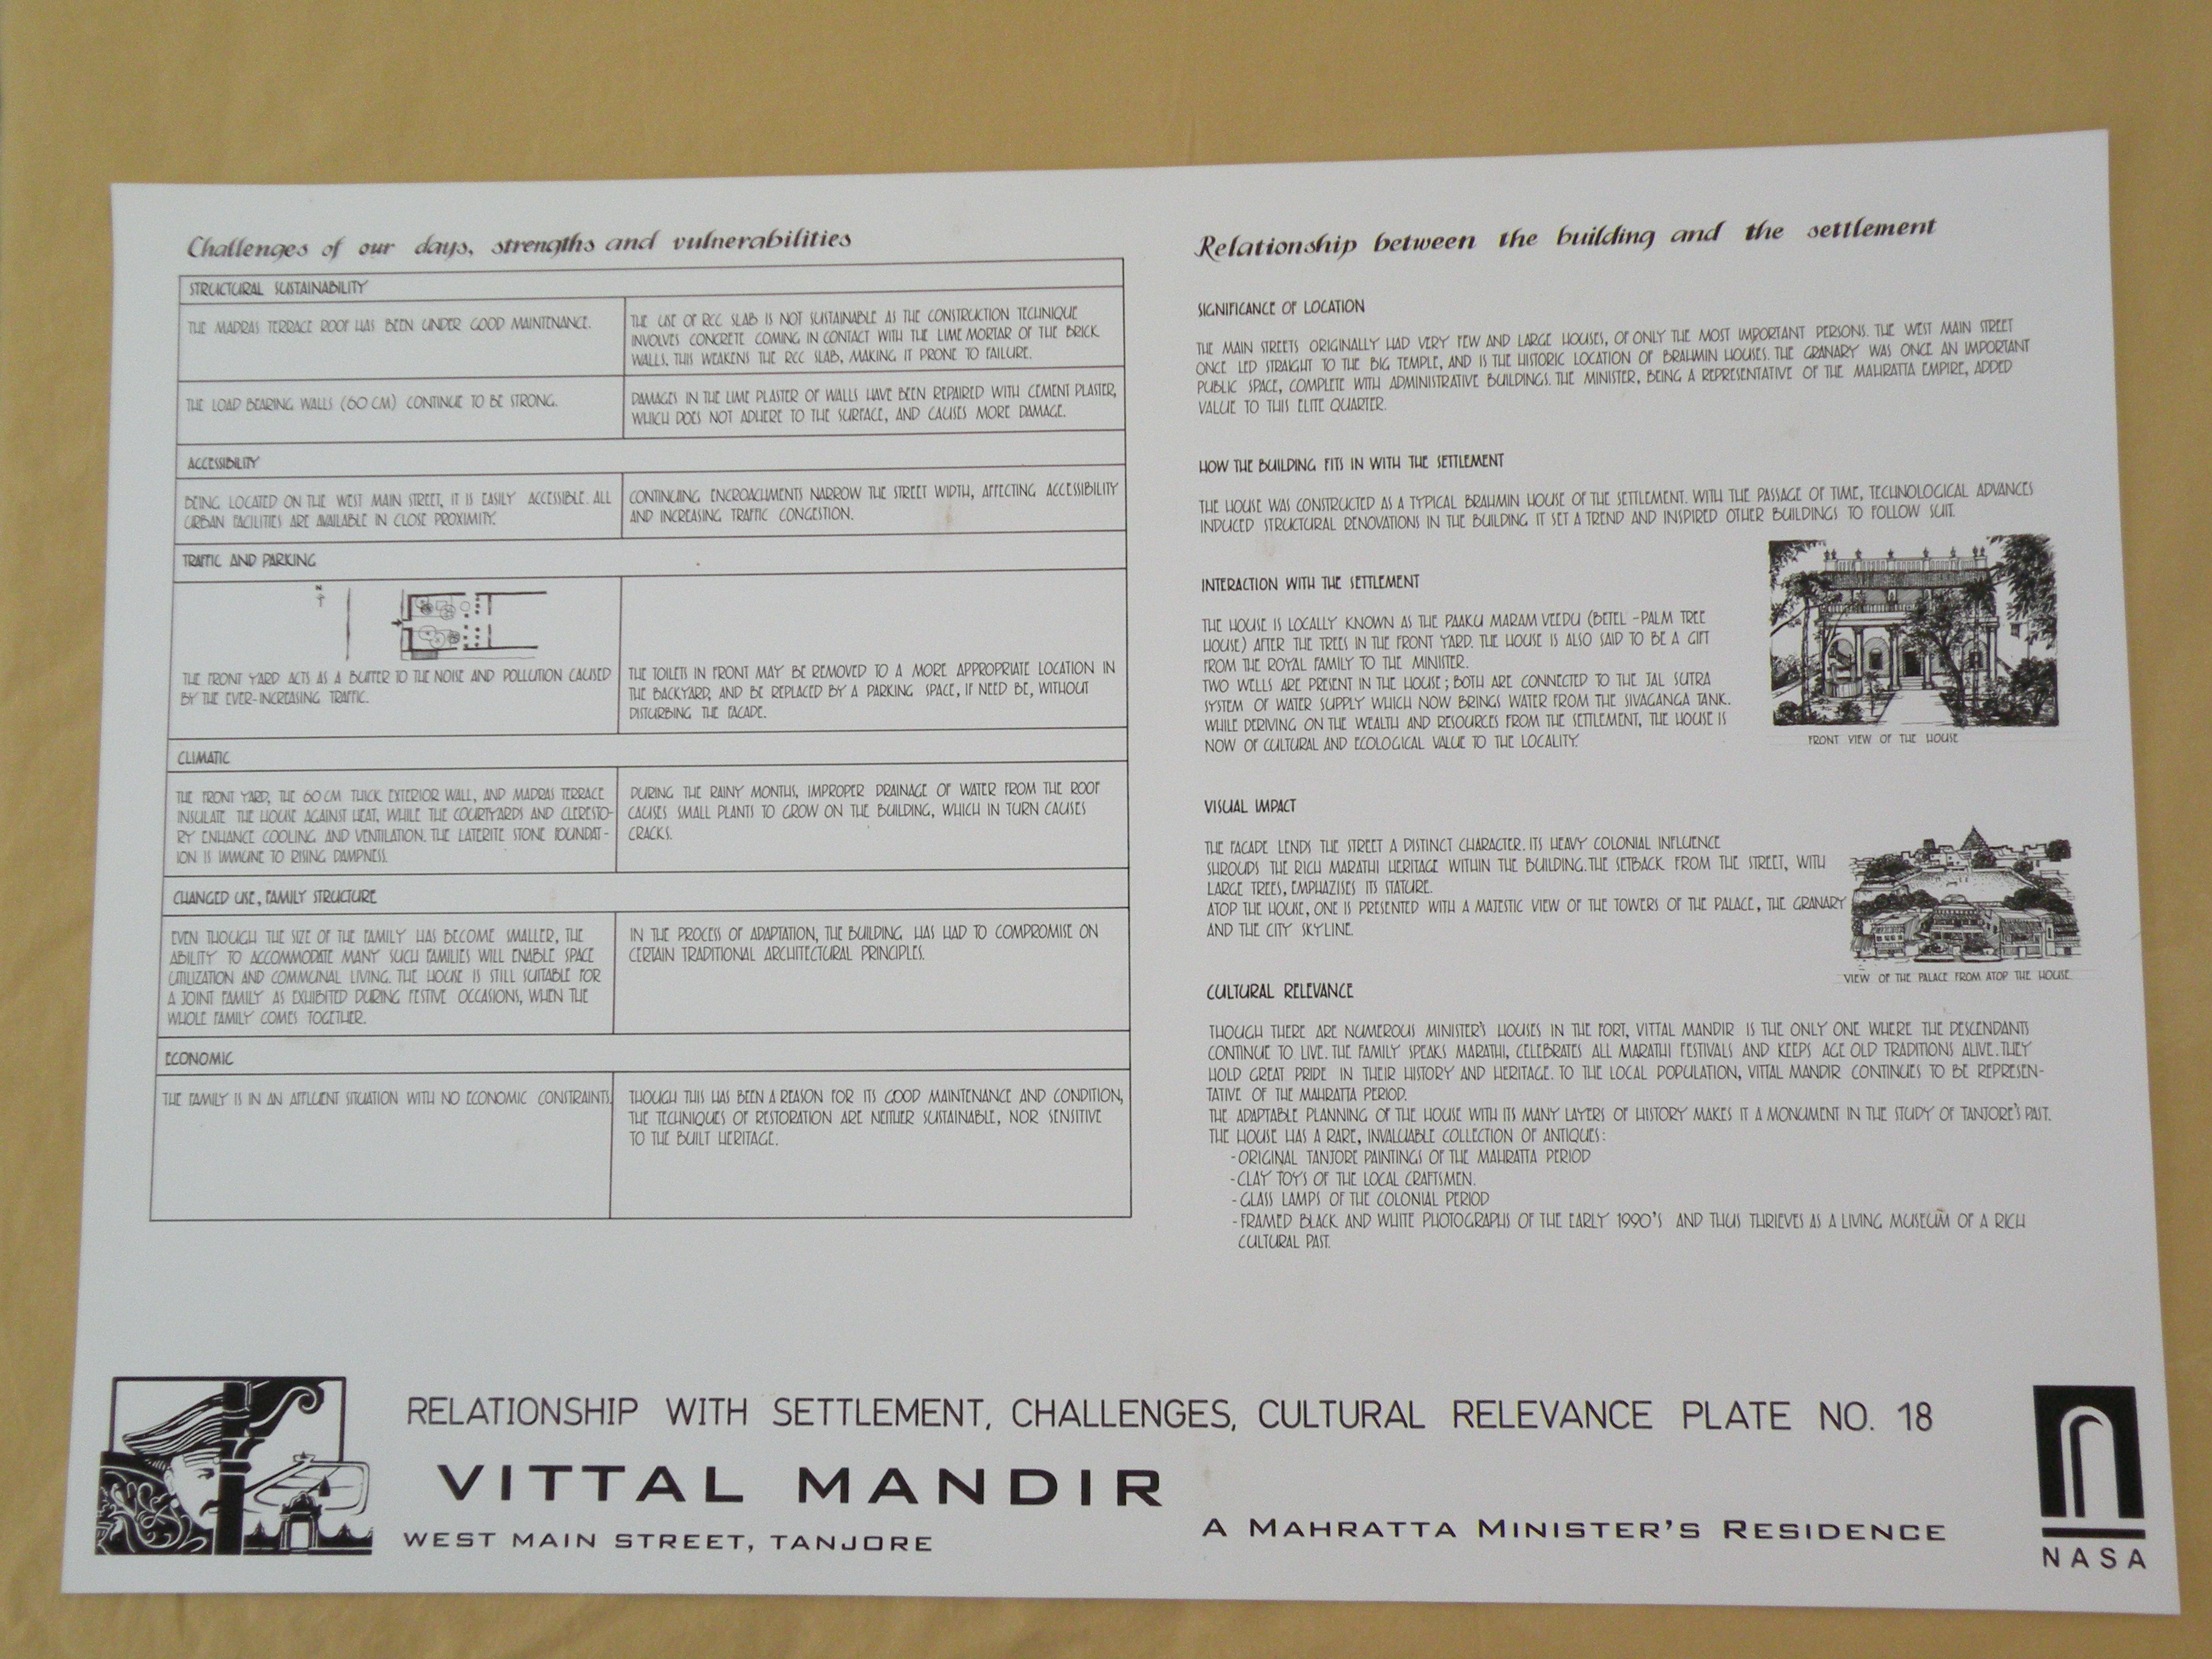 Challenges of our days, strengths and vulnerabilities
STRUCTURAL SUSTAINABILITY
THE MADRAS TERRACE ROOF HAS BEEN UNDER GOOD MAINTENANCE.
THE USE OF RCC SLAB IS NOT SUSTAINABLE AS THE CONSTRUCTION TECHNIQUE
INVOLVES CONCRETE COMING IN CONTACT WITH THE LIME MORTAR OF THE BRICK
WALLS. THIS WEAKENS THE RCC SLAB, MAKING IT PRONE TO FAILURE.
THE LOAD BEARING WALLS (60 CM) CONTINUE TO BE STRONG.
DAMAGES IN THE LIME PLASTER OF WALLS HAVE BEEN REPAIRED WITH CEMENT PLASTER,
WHICH DOES NOT ADHERE TO THE SURFACE, AND CAUSES MORE DAMAGE.
ACCESSIBILITY
BEING LOCATED ON THE WEST MAIN STREET, IT IS EASILY ACCESSIBLE. ALL
URBAN FACILITIES ARE AVAILABLE IN CLOSE PROXIMITY.
CONTINUING ENCROACHMENTS NARROW THE STREET WIDTH, AFFECTING ACCESSIBILITY
AND INCREASING TRAFFIC CONGESTION.
TRAFFIC AND PARKING
N
THE FRONT YARD ACTS AS A BUFFER TO THE NOISE AND POLLUTION CAUSED
BY THE EVER-INCREASING TRAFFIC.
THE TOILETS IN FRONT MAY BE REMOVED TO A MORE APPROPRIATE LOCATION IN
THE BACKYARD, AND BE REPLACED BY A PARKING SPACE, IF NEED BE, WITHOUT
DISTURBING THE FACADE.
CLIMATIC
THE FRONT YARD, THE 60 CM THICK EXTERIOR WALL, AND MADRAS TERRACE
INSULATE THE HOUSE AGAINST HEAT, WHILE THE COURTYARDS AND CLERESTO-
RY ENHANCE COOLING AND VENTILATION. THE LATERITE STONE FOUNDAT-
ION IS IMMUNE TO RISING DAMPNESS.
DURING THE RAINY MONTHS, IMPROPER DRAINAGE OF WATER FROM THE ROOF
CAUSES SMALL PLANTS TO GROW ON THE BUILDING, WHICH IN TURN CAUSES
CRACKS.
CHANGED USE, FAMILY STRUCTURE
EVEN THOUGH THE SIZE OF THE FAMILY HAS BECOME SMALLER, THE
ABILITY TO ACCOMMODATE MANY SUCH FAMILIES WILL ENABLE SPACE
UTILIZATION AND COMMUNAL LIVING. THE HOUSE IS STILL SUITABLE FOR
A JOINT FAMILY AS EXHIBITED DURING FESTIVE OCCASIONS, WHEN THE
WHOLE FAMILY COMES TOGETHER.
IN THE PROCESS OF ADAPTATION, THE BUILDING HAS HAD TO COMPROMISE ON
CERTAIN TRADITIONAL ARCHITECTURAL PRINCIPLES.
ECONOMIC
THE FAMILY IS IN AN AFFLUENT SITUATION WITH NO ECONOMIC CONSTRAINTS.
THOUGH THIS HAS BEEN A REASON FOR ITS GOOD MAINTENANCE AND CONDITION,
THE TECHNIQUES OF RESTORATION ARE NEITHER SUSTAINABLE, NOR SENSITIVE
TO THE BUILT HERITAGE.
Relationship between the building and the settlement
SIGNIFICANCE OF LOCATION
THE MAIN STREETS ORIGINALLY HAD VERY FEW AND LARGE HOUSES, OF ONLY THE MOST IMPORTANT PERSONS. THE WEST MAIN STREET
ONCE LED STRAIGHT TO THE BIG TEMPLE, AND IS THE HISTORIC LOCATION OF BRAHMIN HOUSES. THE GRANARY WAS ONCE AN IMPORTANT
PUBLIC SPACE, COMPLETE WITH ADMINISTRATIVE BUILDINGS. THE MINISTER, BEING A REPRESENTATIVE OF THE MAHRATTA EMPIRE, ADDED
VALUE TO THIS ELITE QUARTER.
HOW THE BUILDING FITS IN WITH THE SETTLEMENT
THE HOUSE WAS CONSTRUCTED AS A TYPICAL BRAHMIN HOUSE OF THE SETTLEMENT. WITH THE PASSAGE OF TIME, TECHNOLOGICAL ADVANCES
INDUCED STRUCTURAL RENOVATIONS IN THE BUILDING IT SET A TREND AND INSPIRED OTHER BUILDINGS TO FOLLOW SUIT.
INTERACTION WITH THE SETTLEMENT
THE HOUSE IS LOCALLY KNOWN AS THE PAAKU MARAM VEEDU (BETEL-PALM TREE
HOUSE) AFTER THE TREES IN THE FRONT YARD. THE HOUSE IS ALSO SAID TO BE A GIFT
FROM THE ROYAL FAMILY TO THE MINISTER.
TWO WELLS ARE PRESENT IN THE HOUSE; BOTH ARE CONNECTED TO THE JAL SUTRA
SYSTEM OF WATER SUPPLY WHICH NOW BRINGS WATER FROM THE SIVAGANGA TANK.
WHILE DERIVING ON THE WEALTH AND RESOURCES FROM THE SETTLEMENT, THE HOUSE IS
NOW OF CULTURAL AND ECOLOGICAL VALUE TO THE LOCALITY.
FRONT VIEW OF THE HOUSE
VISUAL IMPACT
THE FACADE LENDS THE STREET A DISTINCT CHARACTER. ITS HEAVY COLONIAL INFLUENCE
SHROUDS THE RICH MARATHI HERITAGE WITHIN THE BUILDING. THE SETBACK FROM THE STREET, WITH
LARGE TREES, EMPHAZISES ITS STATURE.
ATOP THE HOUSE, ONE IS PRESENTED WITH A MAJESTIC VIEW OF THE TOWERS OF THE PALACE, THE GRANARY
AND THE CITY SKYLINE.
VIEW OF THE PALACE FROM ATOP THE HOUSE
CULTURAL RELEVANCE
THOUGH THERE ARE NUMEROUS MINISTER'S HOUSES IN THE FORT, VITTAL MANDIR IS THE ONLY ONE WHERE THE DESCENDANTS
CONTINUE TO LIVE. THE FAMILY SPEAKS MARATHI, CELEBRATES ALL MARATHI FESTIVALS AND KEEPS AGE OLD TRADITIONS ALIVE. THEY
HOLD GREAT PRIDE IN THEIR HISTORY AND HERITAGE. TO THE LOCAL POPULATION, VITTAL MANDIR CONTINUES TO BE REPRESEN-
TATIVE OF THE MAHRATTA PERIOD.
THE ADAPTABLE PLANNING OF THE HOUSE WITH ITS MANY LAYERS OF HISTORY MAKES IT A MONUMENT IN THE STUDY OF TANJORE'S PAST.
THE HOUSE HAS A RARE, INVALUABLE COLLECTION OF ANTIQUES:
-ORIGINAL TANJORE PAINTINGS OF THE MAHRATTA PERIOD
-CLAY TOYS OF THE LOCAL CRAFTSMEN.
-GLASS LAMPS OF THE COLONIAL PERIOD
-FRAMED BLACK AND WHITE PHOTOGRAPHS OF THE EARLY 1990'S AND THUS THRIEVES AS A LIVING MUSEUM OF A RICH
CULTURAL PAST.
RELATIONSHIP WITH SETTLEMENT, CHALLENGES, CULTURAL RELEVANCE PLATE NO. 18
VITTAL MANDIR
WEST MAIN STREET, TANJORE
A MAHRATTA MINISTER'S RESIDENCE
NASA